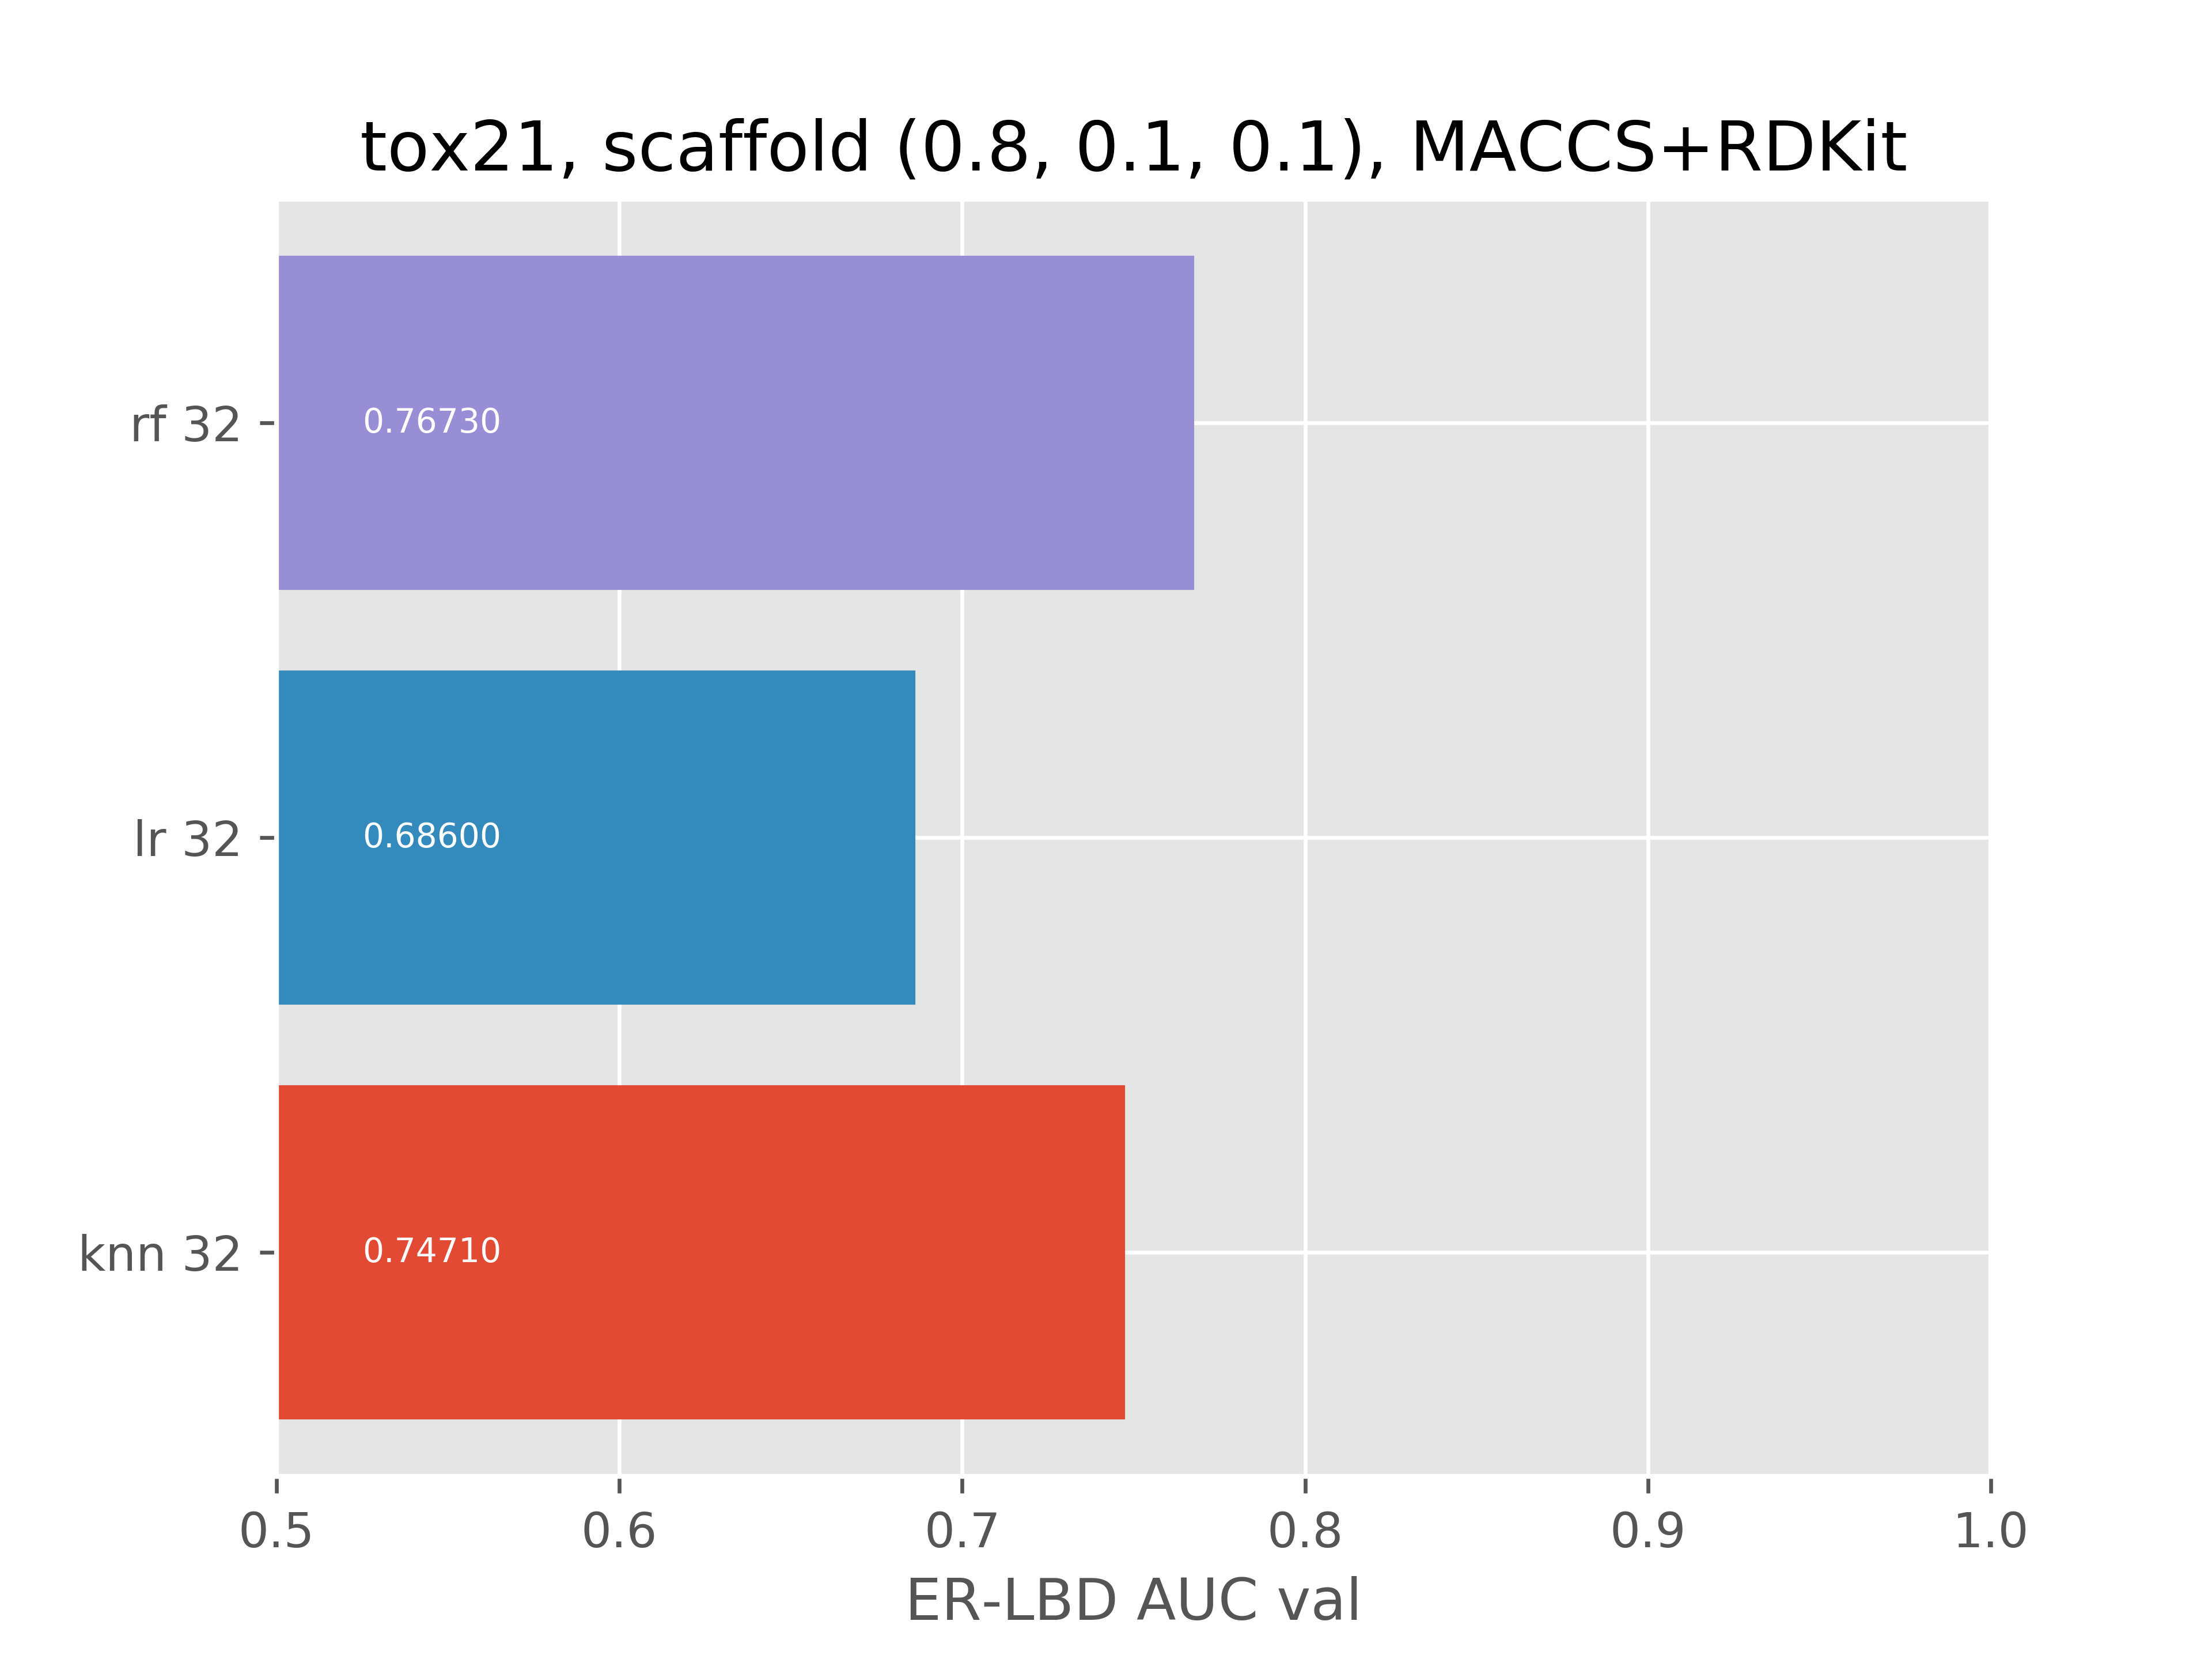 tox21, scaffold (0.8, 0.1, 0.1), MACCS+RDKit
rf 32
0.76730
lr 32
0.68600
knn 32
0.74710
0.5 0.6 0.7 0.8 0.9 1.0
ER-LBD AUC val